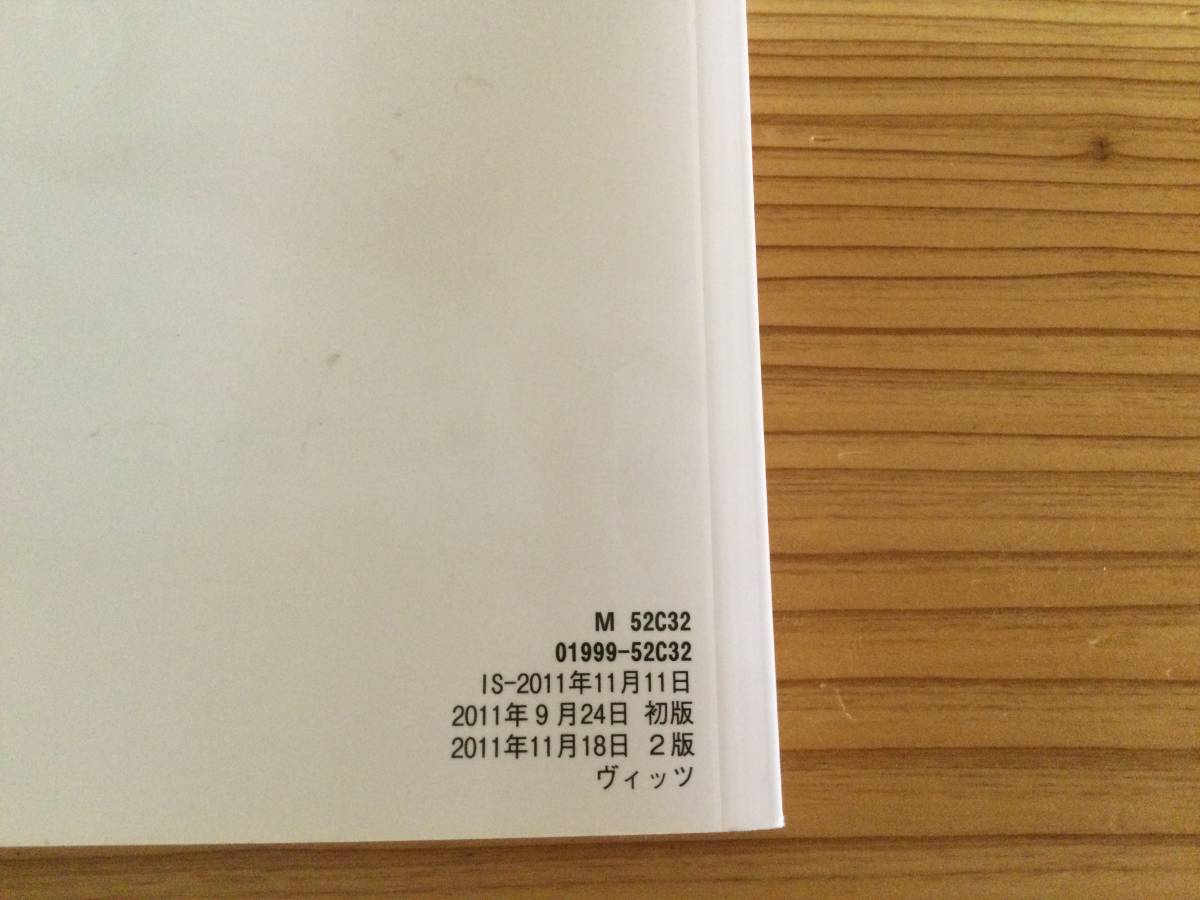 M 52C32
01999-52C32
IS-2011年11月11日
2011年9月24日 初版
2011年11月18日 2版
ヴィッツ